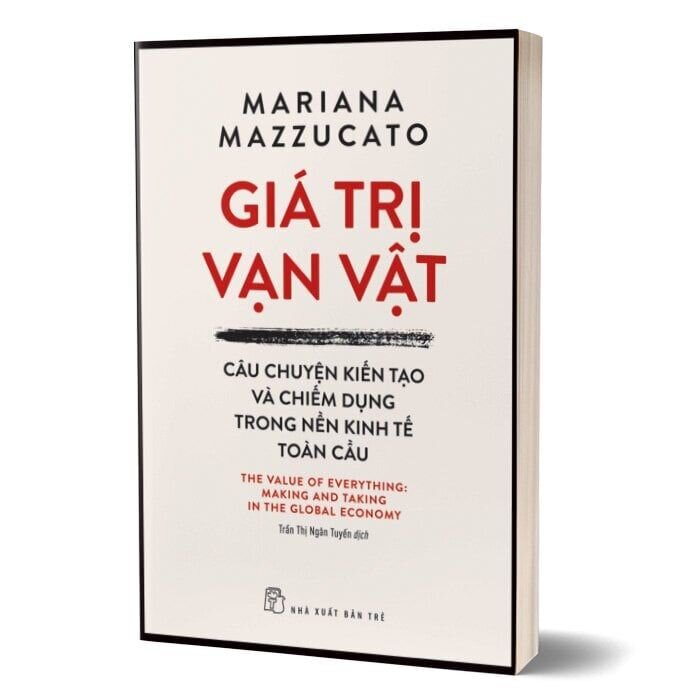 MARIANA
MAZZUCATO
GIÁ TRỊ
VẠN VẬT
CÂU CHUYỆN KIẾN TẠO
VÀ CHIẾM DỤNG
TRONG NỀN KINH TẾ
TOÀN CẦU
THE VALUE OF EVERYTHING:
MAKING AND TAKING
IN THE GLOBAL ECONOMY
Trần Thị Ngân Tuyến dịch
NHÀ XUẤT BẢN TRẺ